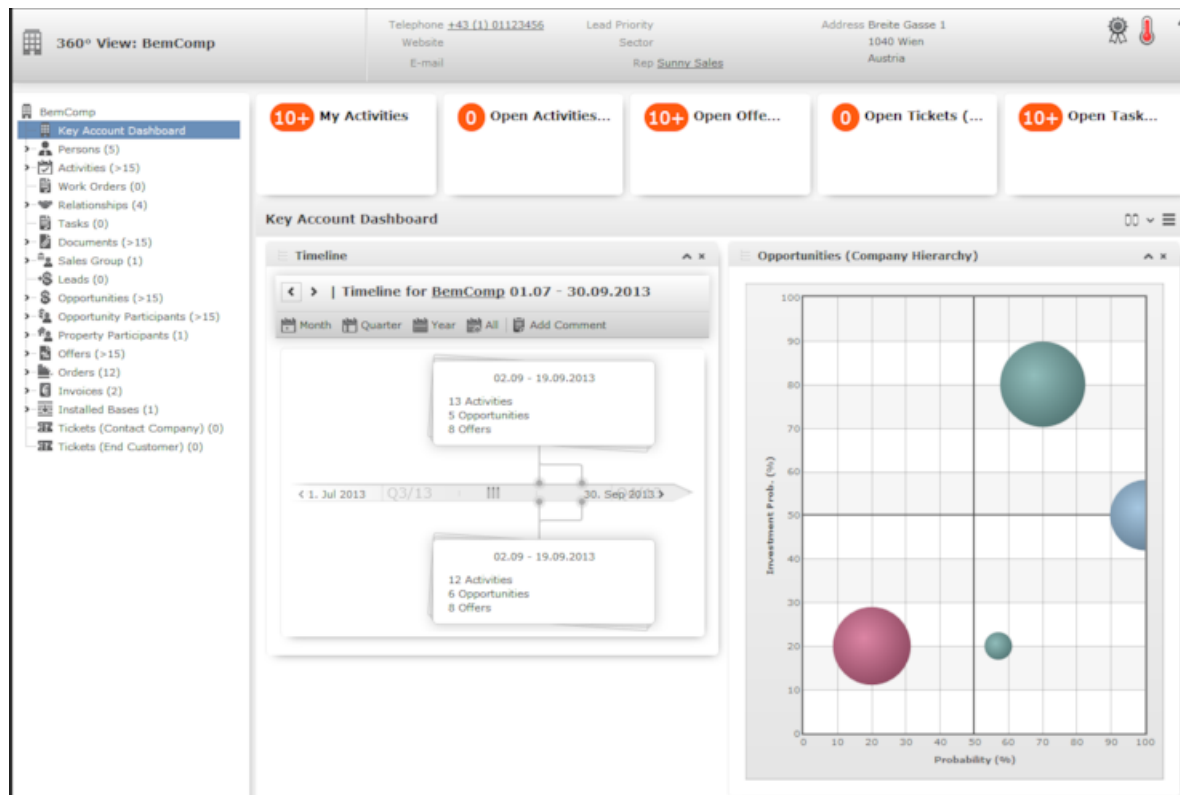 360° View: BemComp
Telephone +43 (1) 01123456
Website
E-mail
Lead Priority
Sector
Rep Sunny Sales
Address Breite Gasse 1
1040 Wien
Austria
BemComp
Key Account Dashboard
Persons (5)
Activities (>15)
Work Orders (0)
Relationships (4)
Tasks (0)
Documents (>15)
Sales Group (1)
Leads (0)
Opportunities (>15)
Opportunity Participants (>15)
Property Participants (1)
Offers (>15)
Orders (12)
Invoices (2)
Installed Bases (1)
Tickets (Contact Company) (0)
Tickets (End Customer) (0)
10+ My Activities
0 Open Activities...
10+ Open Offe...
0 Open Tickets (...
10+ Open Task...
Key Account Dashboard
Timeline
| Timeline for BemComp 01.07 - 30.09.2013
Month Quarter Year All Add Comment
02.09 - 19.09.2013
13 Activities
5 Opportunities
8 Offers
1. Jul 2013 Q3/13 30. Sep 2013
02.09 - 19.09.2013
12 Activities
6 Opportunities
8 Offers
Opportunities (Company Hierarchy)
100
90
80
70
60
50
40
30
20
10
0
Investment Prob. (%)
0 10 20 30 40 50 60 70 80 90 100
Probability (%)